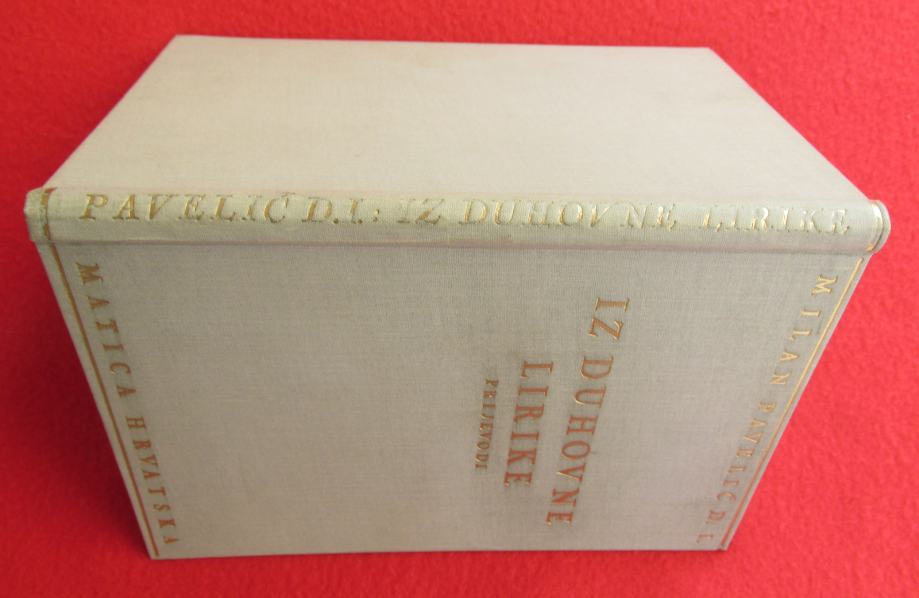 PAVELIĆ D.I.: IZ DUHOVNE LIRIKE
MILAN PAVELIĆ D. I.
IZ DUHOVNE
LIRIKE
PRIJEVODI
MATICA HRVATSKA